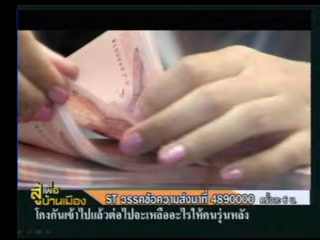 สู้เพื่อ
บ้านเมือง
ST วรรคข้อความส่งมาที่ 4890000 ครั้งละ 6 บ.
โกงกันเข้าไปแล้วต่อไปจะเหลืออะไรให้คนรุ่นหลัง